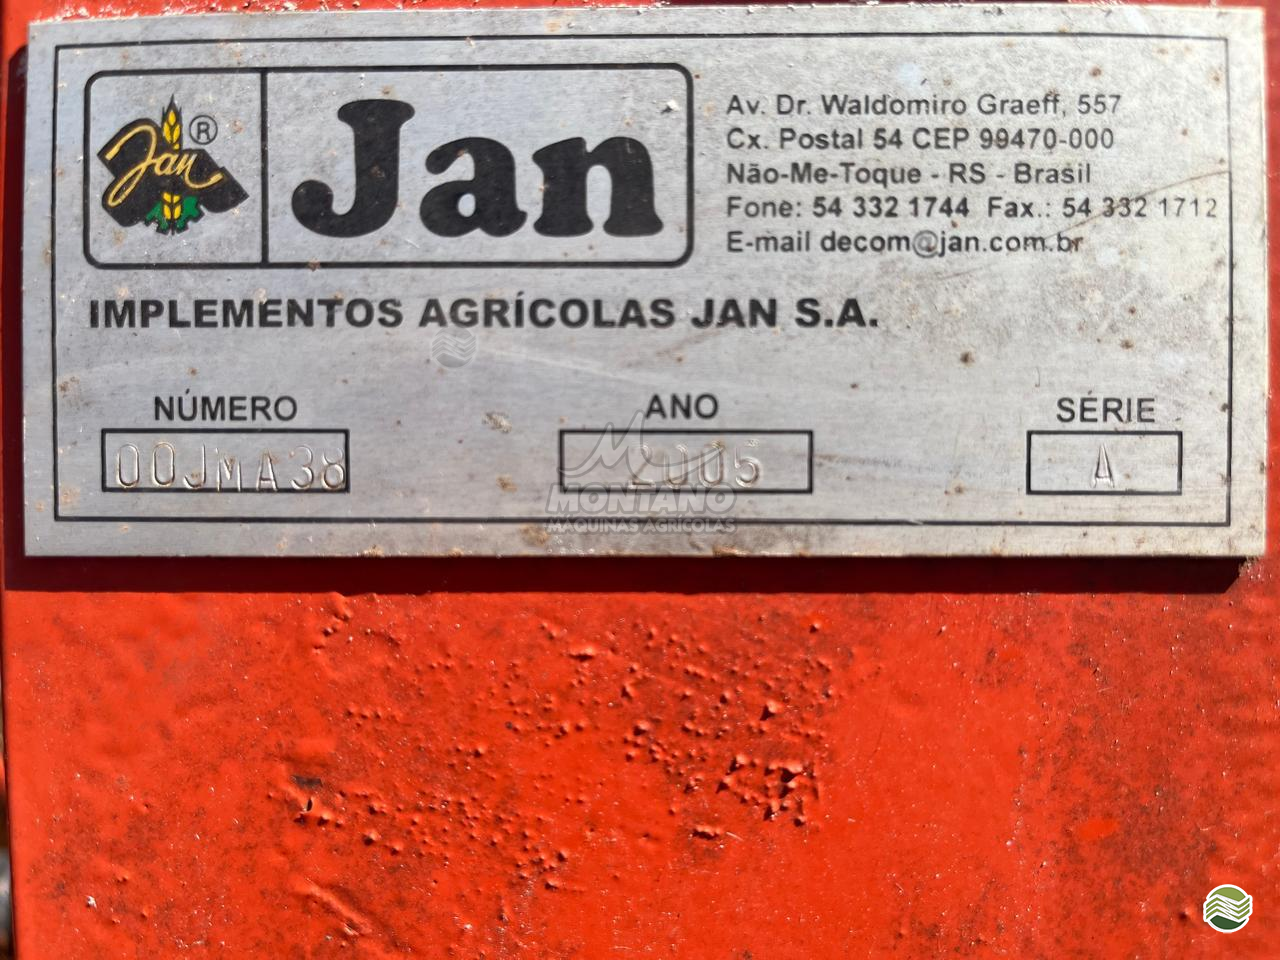 Jan ®
Jan
Av. Dr. Waldomiro Graeff, 557
Cx. Postal 54 CEP 99470-000
Não-Me-Toque - RS - Brasil
Fone: 54 332 1744 Fax.: 54 332 1712
E-mail decom@jan.com.br
IMPLEMENTOS AGRÍCOLAS JAN S.A.
NÚMERO
00JMA38
ANO
2005
SÉRIE
A
MONTANO
MÁQUINAS AGRÍCOLAS